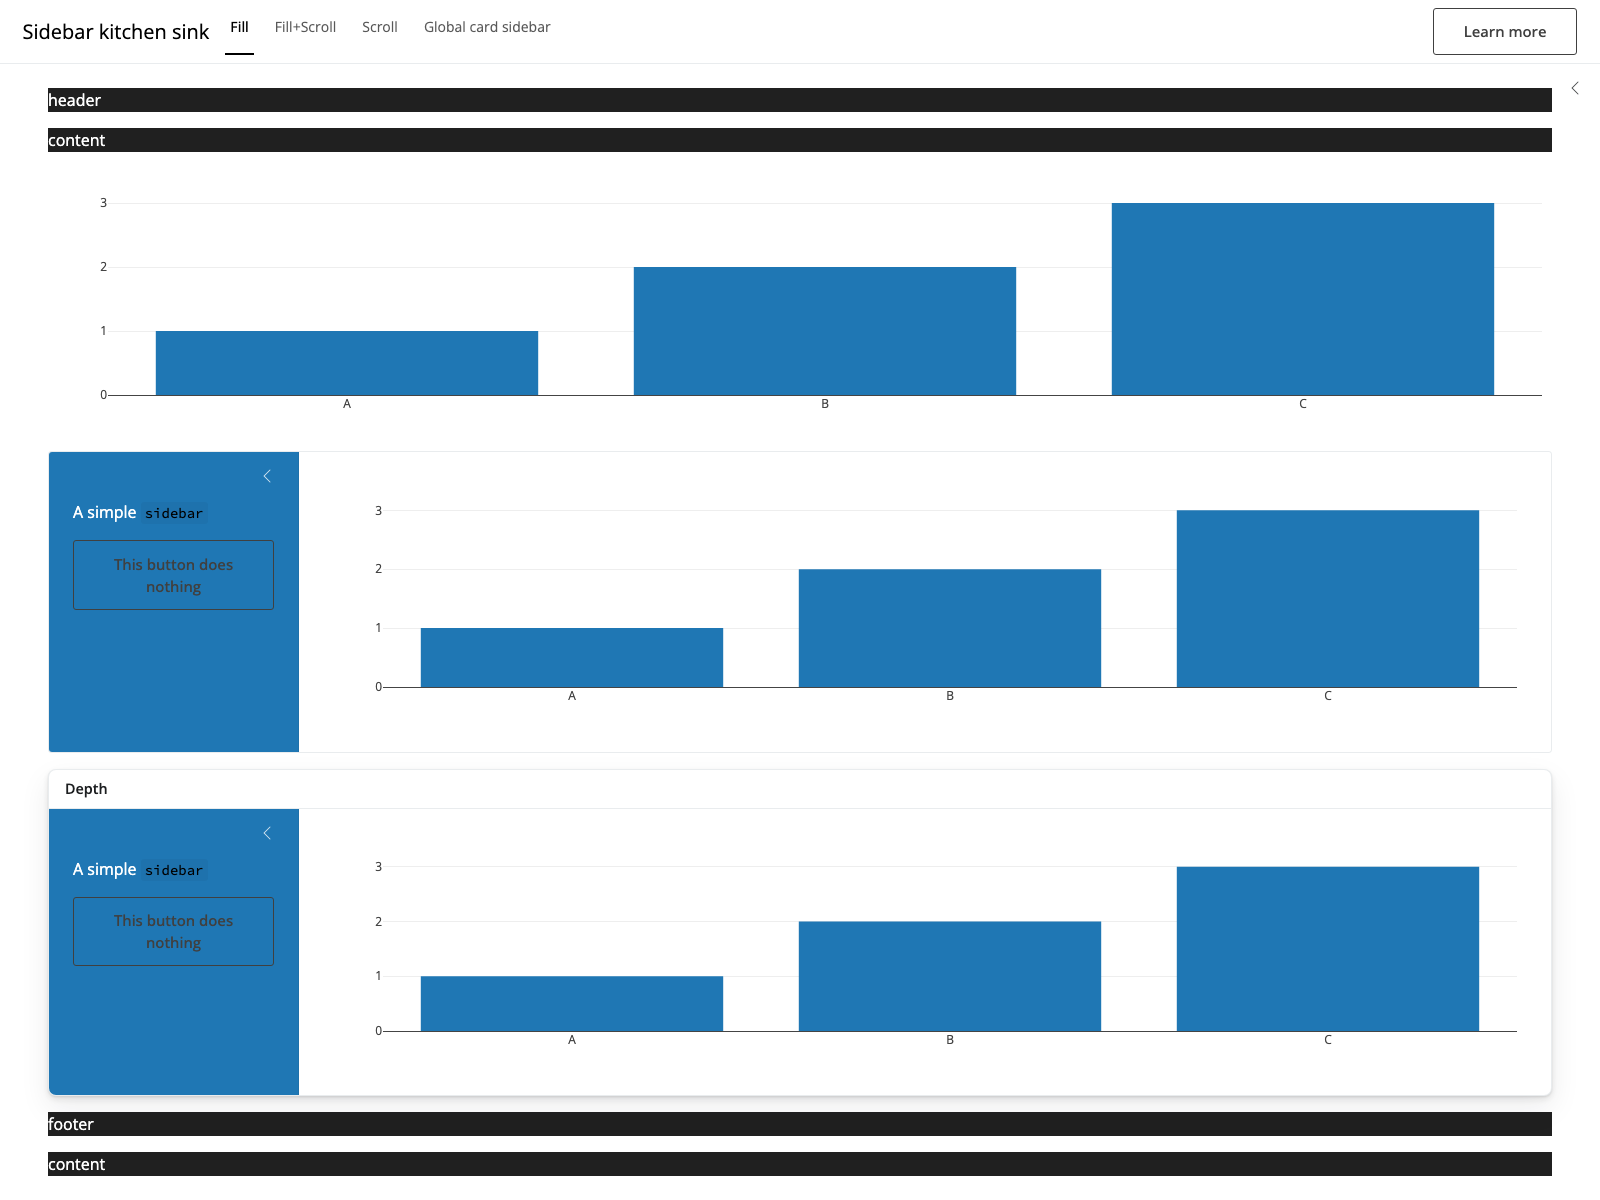 Sidebar kitchen sink Fill Fill+Scroll Scroll Global card sidebar Learn more
header
content
3
2
1
0
A B C
A simple sidebar
This button does
nothing
3
2
1
0
A B C
Depth
A simple sidebar
This button does
nothing
3
2
1
0
A B C
footer
content